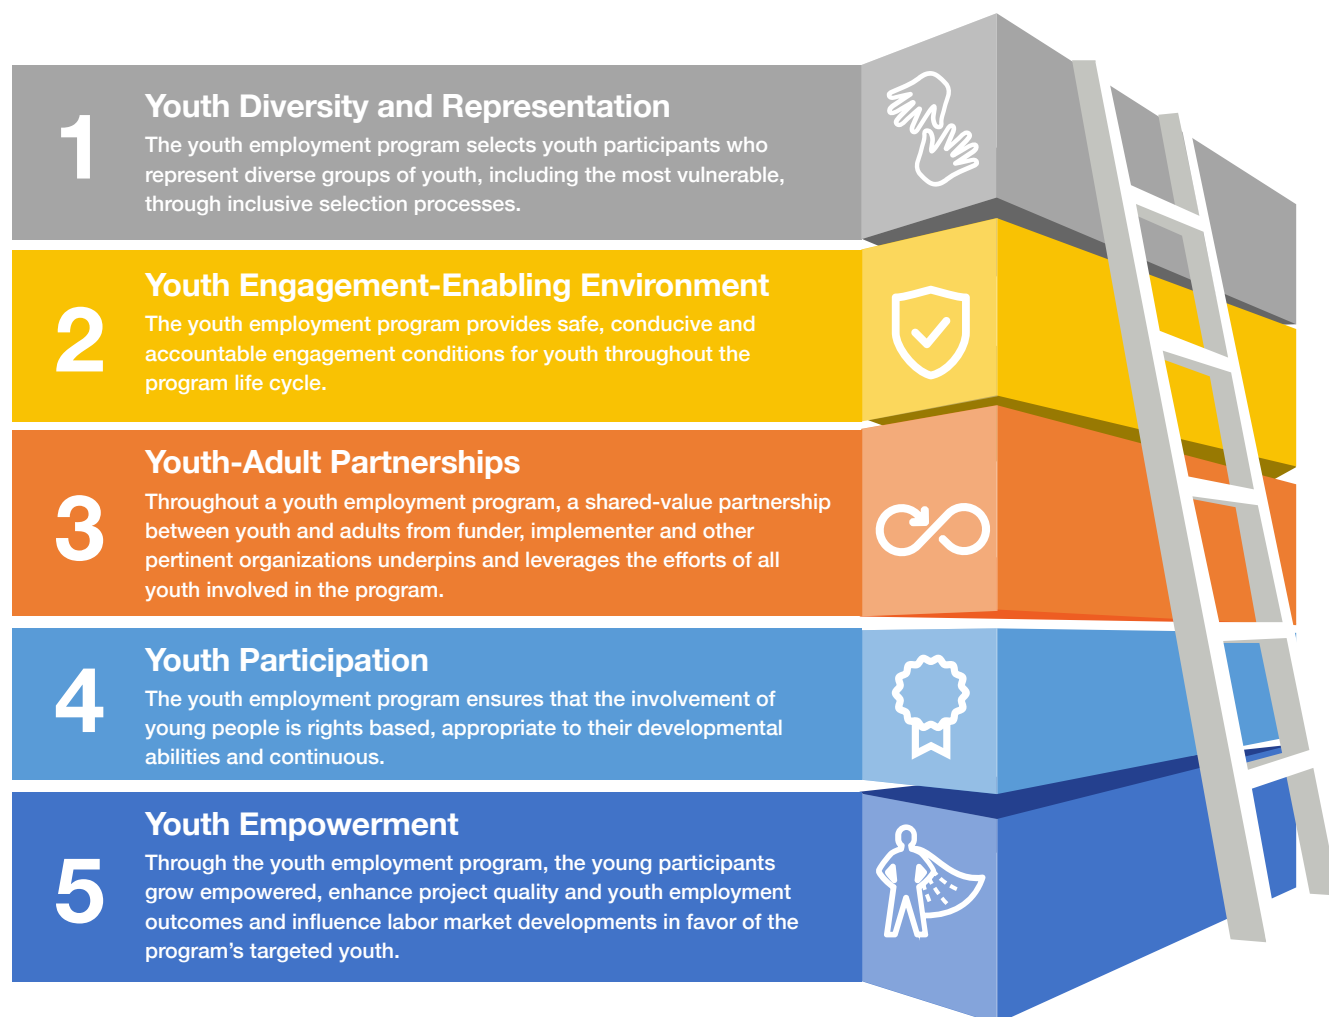 1
Youth Diversity and Representation
The youth employment program selects youth participants who
represent diverse groups of youth, including the most vulnerable,
through inclusive selection processes.
2
Youth Engagement-Enabling Environment
The youth employment program provides safe, conducive and
accountable engagement conditions for youth throughout the
program life cycle.
3
Youth-Adult Partnerships
Throughout a youth employment program, a shared-value partnership
between youth and adults from funder, implementer and other
pertinent organizations underpins and leverages the efforts of all
youth involved in the program.
4
Youth Participation
The youth employment program ensures that the involvement of
young people is rights based, appropriate to their developmental
abilities and continuous.
5
Youth Empowerment
Through the youth employment program, the young participants
grow empowered, enhance project quality and youth employment
outcomes and influence labor market developments in favor of the
program's targeted youth.